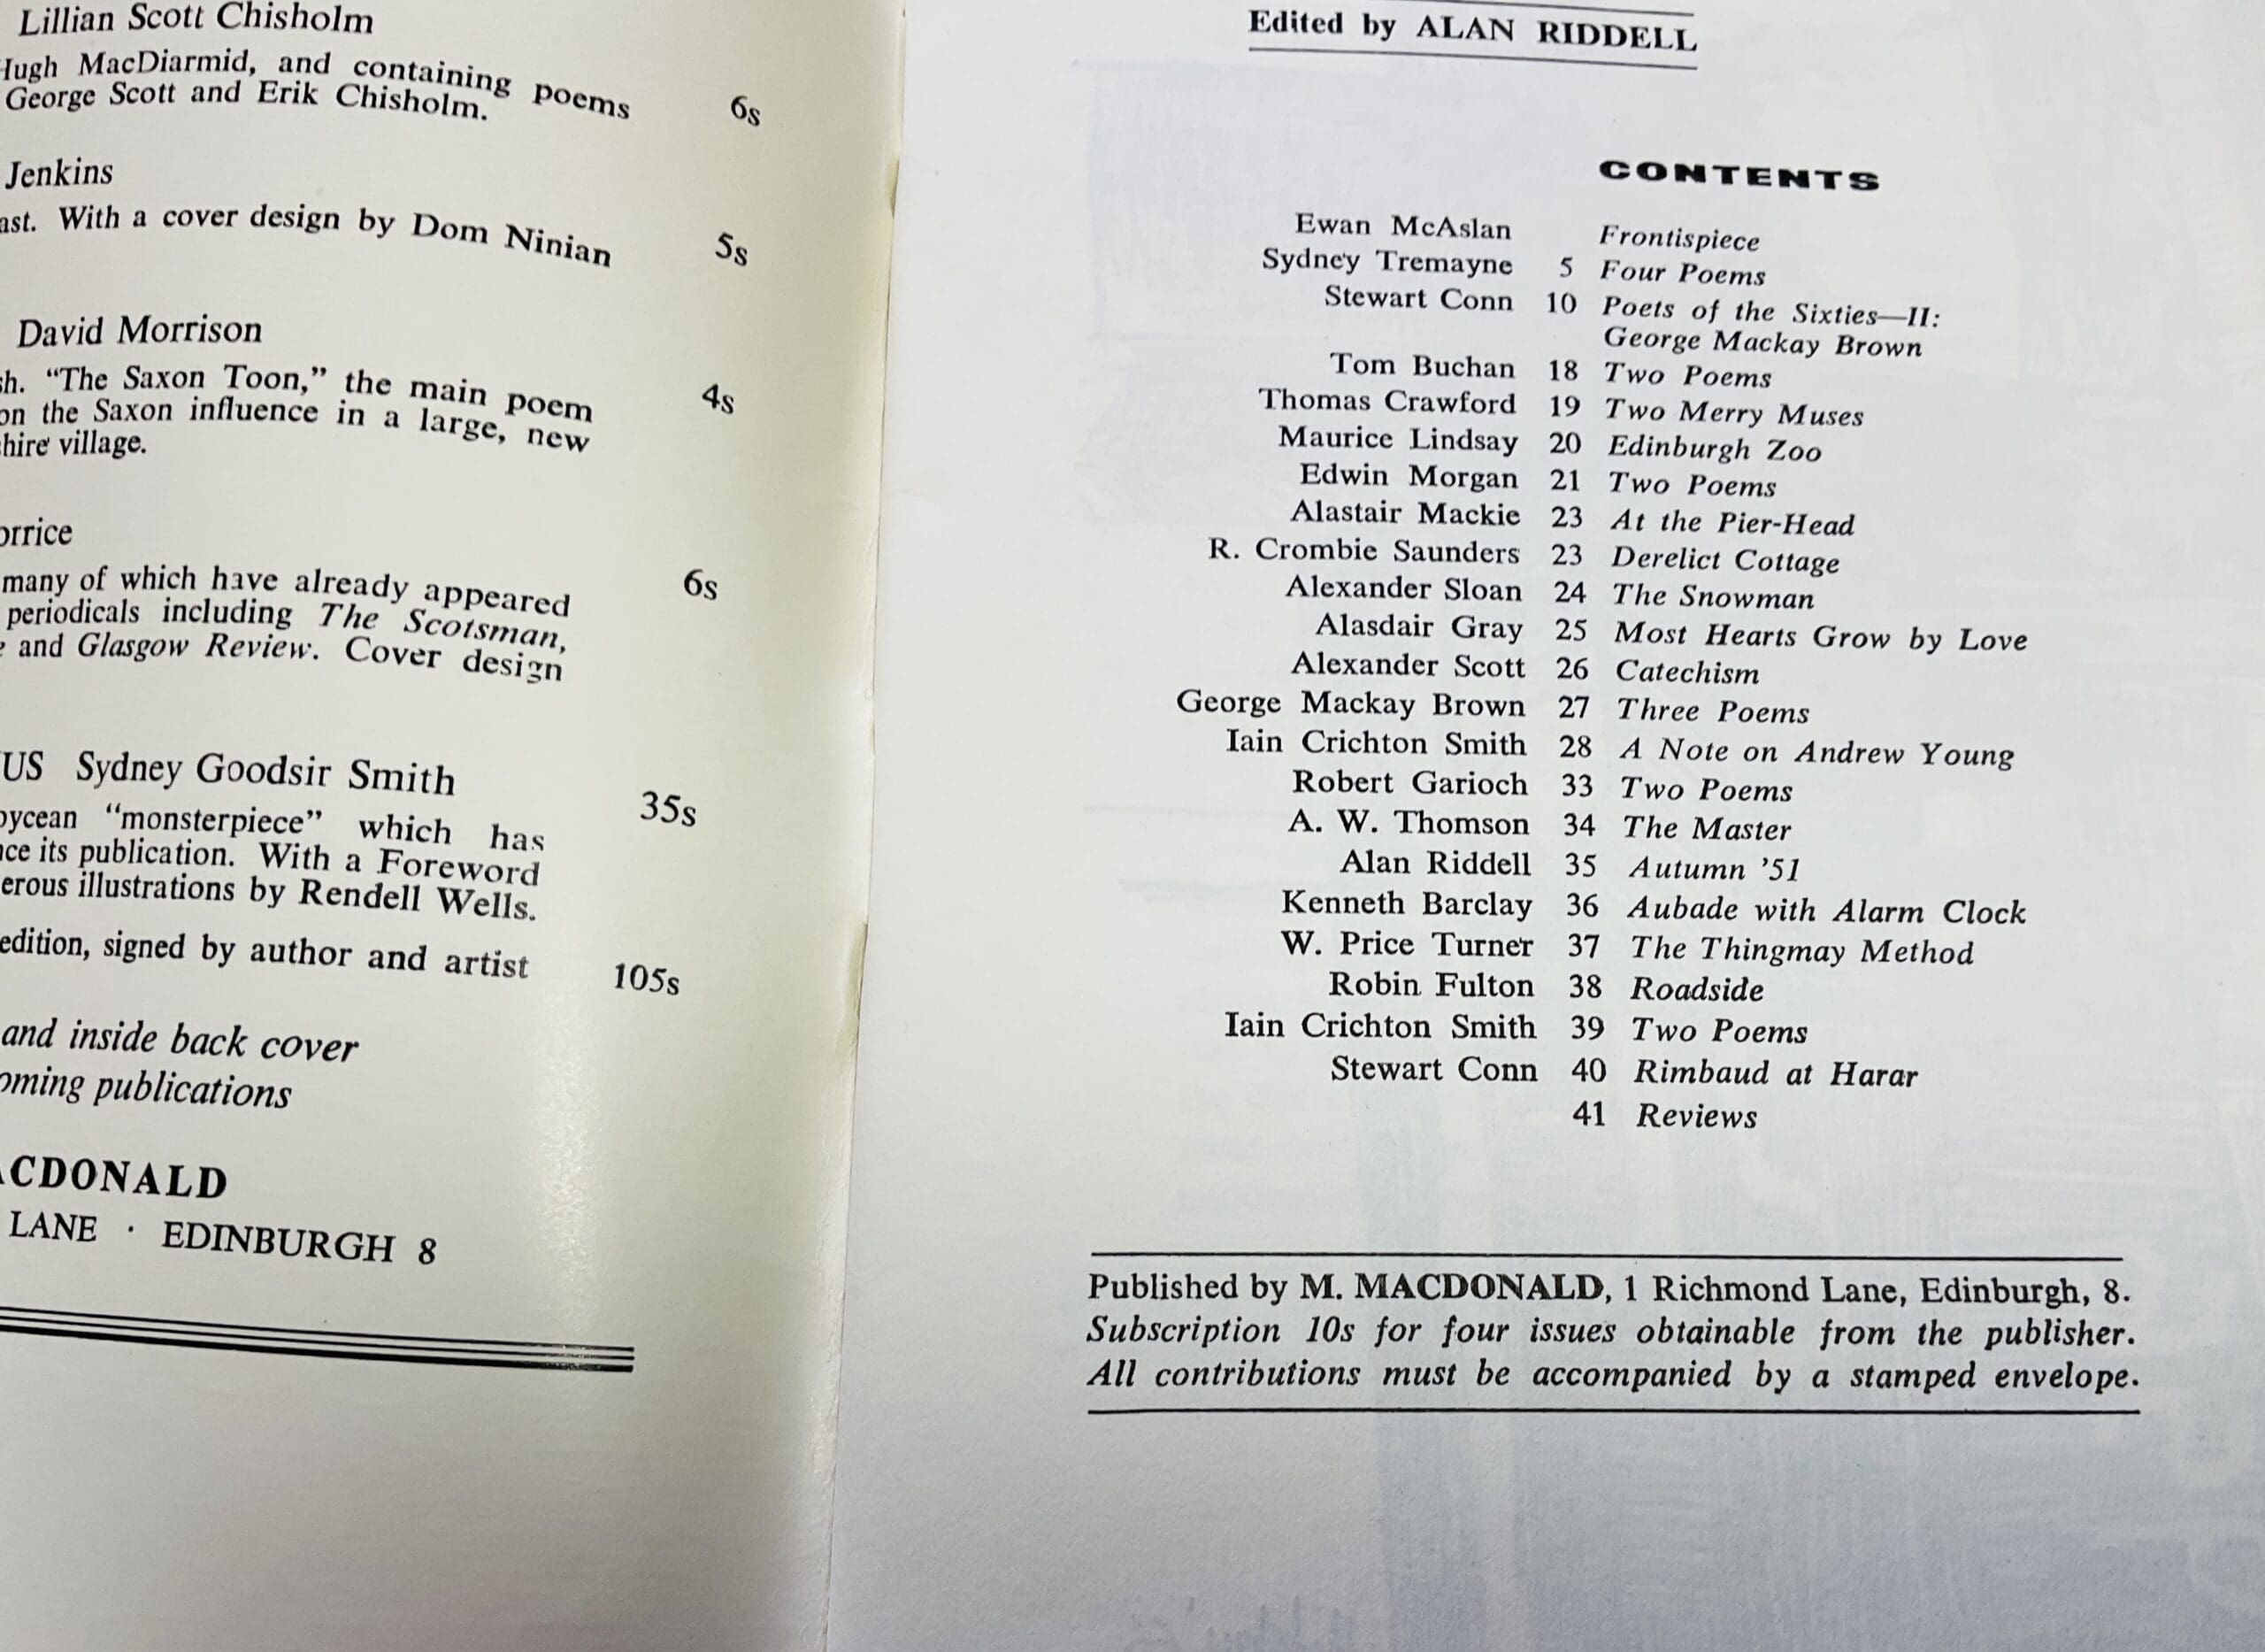 Lillian Scott Chisholm
Hugh MacDiarmid, and containing poems
George Scott and Erik Chisholm.
6s
Jenkins
ast. With a cover design by Dom Ninian
5s
David Morrison
sh. “The Saxon Toon,” the main poem
4s
on the Saxon influence in a large, new
hire village.
orrice
many of which have already appeared
6s
periodicals including The Scotsman,
e and Glasgow Review. Cover design
US Sydney Goodsir Smith
35s
oycean “monsterpiece” which has
nce its publication. With a Foreword
erous illustrations by Rendell Wells.
edition, signed by author and artist
105s
and inside back cover
oming publications
ACDONALD
LANE · EDINBURGH 8
Edited by ALAN RIDDELL
CONTENTS
Ewan McAslan Frontispiece
Sydney Tremayne 5 Four Poems
Stewart Conn 10 Poets of the Sixties—II:
George Mackay Brown
Tom Buchan 18 Two Poems
Thomas Crawford 19 Two Merry Muses
Maurice Lindsay 20 Edinburgh Zoo
Edwin Morgan 21 Two Poems
Alastair Mackie 23 At the Pier-Head
R. Crombie Saunders 23 Derelict Cottage
Alexander Sloan 24 The Snowman
Alasdair Gray 25 Most Hearts Grow by Love
Alexander Scott 26 Catechism
George Mackay Brown 27 Three Poems
Iain Crichton Smith 28 A Note on Andrew Young
Robert Garioch 33 Two Poems
A. W. Thomson 34 The Master
Alan Riddell 35 Autumn ’51
Kenneth Barclay 36 Aubade with Alarm Clock
W. Price Turner 37 The Thingmay Method
Robin Fulton 38 Roadside
Iain Crichton Smith 39 Two Poems
Stewart Conn 40 Rimbaud at Harar
41 Reviews
Published by M. MACDONALD, 1 Richmond Lane, Edinburgh, 8.
Subscription 10s for four issues obtainable from the publisher.
All contributions must be accompanied by a stamped envelope.